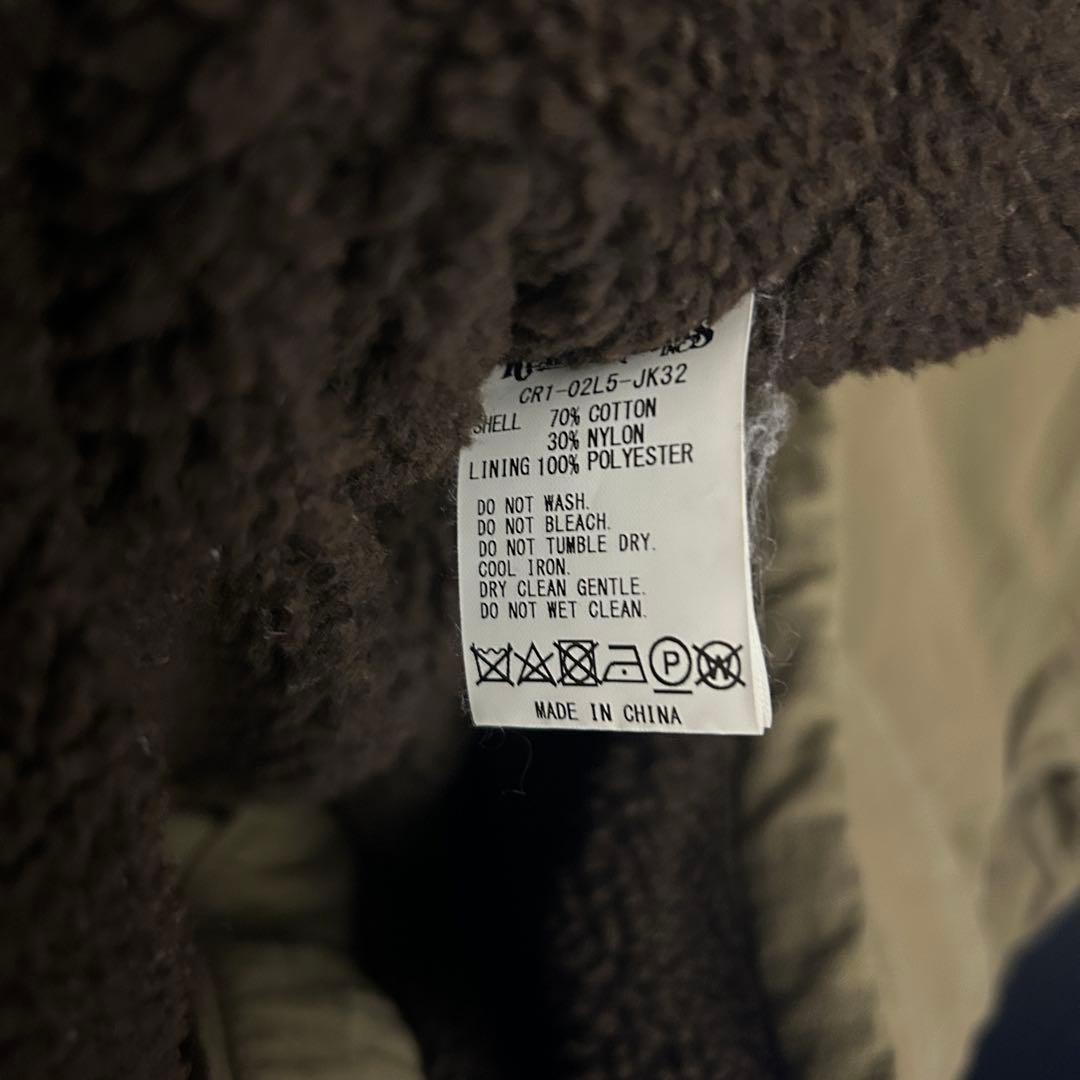 INC
CR1-02L5-JK32
SHELL 70% COTTON
30% NYLON
LINING 100% POLYESTER
DO NOT WASH.
DO NOT BLEACH.
DO NOT TUMBLE DRY.
COOL IRON.
DRY CLEAN GENTLE.
DO NOT WET CLEAN.
P W
MADE IN CHINA